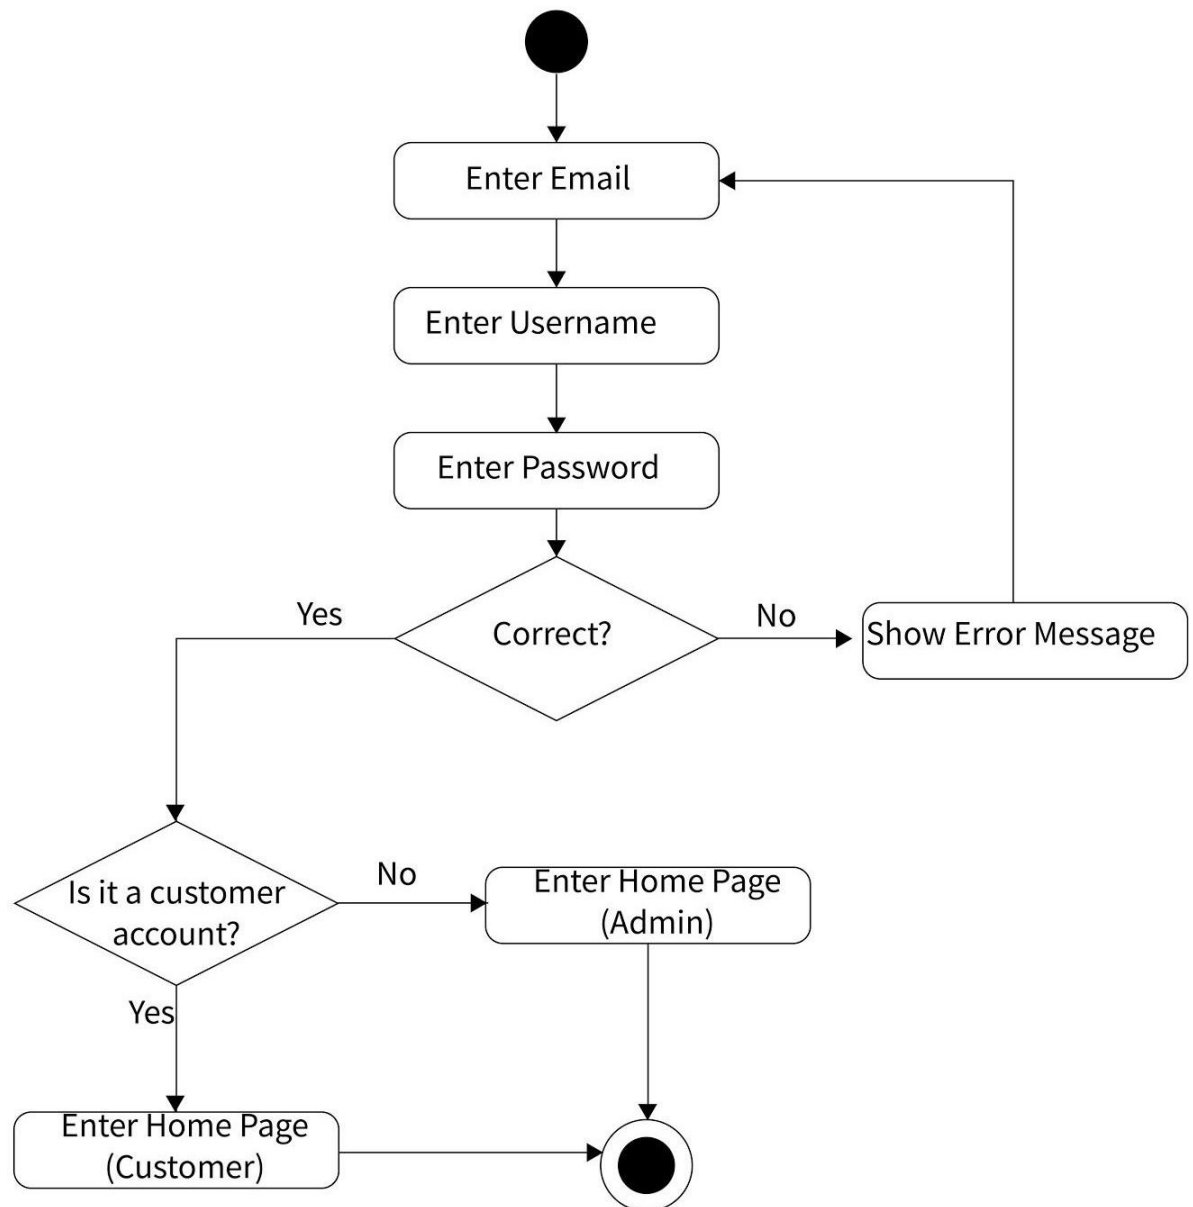 Enter Email
Enter Username
Enter Password
Yes
Correct?
No
Show Error Message
Is it a customer
account?
No
Enter Home Page
(Admin)
Yes
Enter Home Page
(Customer)